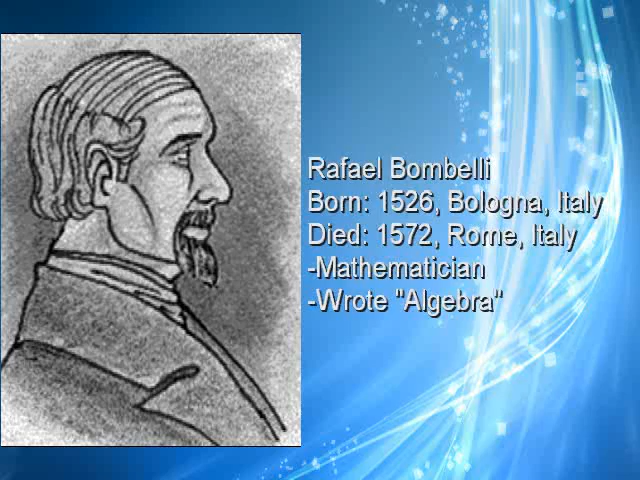 Rafael Bombelli
Born: 1526, Bologna, Italy
Died: 1572, Rome, Italy
-Mathematician
-Wrote "Algebra"